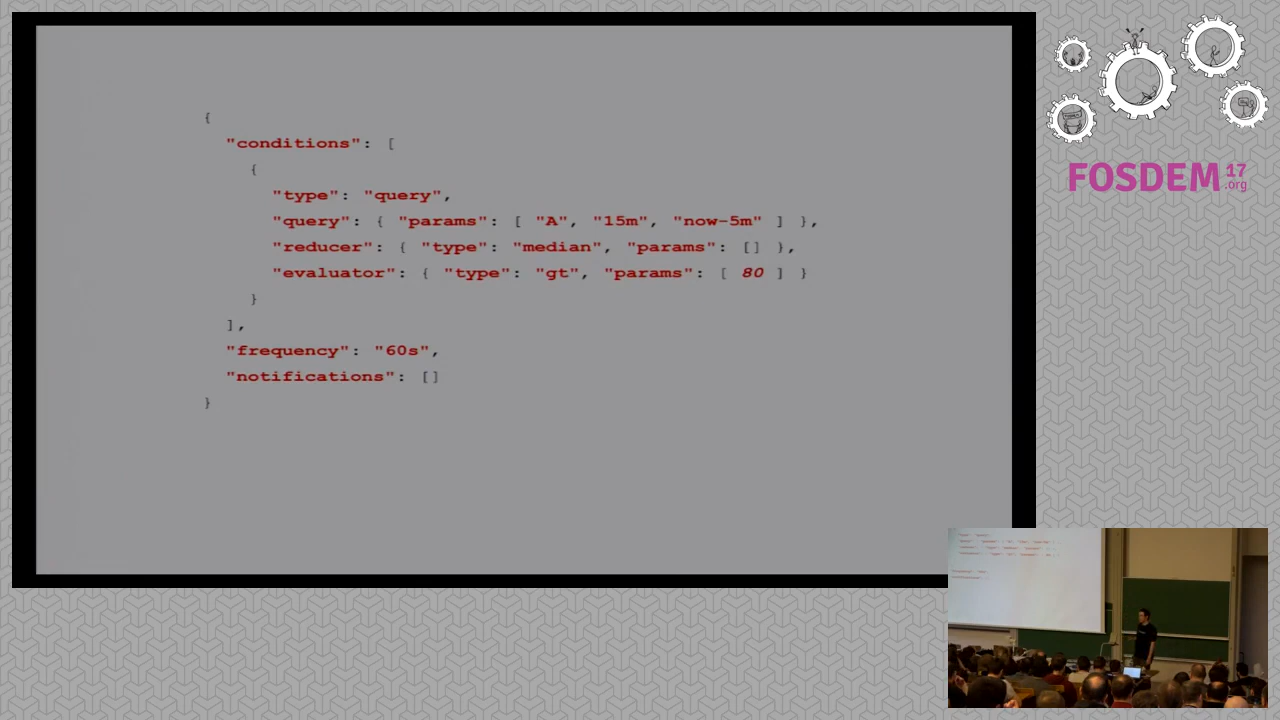 {
"conditions": [
{
"type": "query",
"query": { "params": [ "A", "15m", "now-5m" ] },
"reducer": { "type": "median", "params": [] },
"evaluator": { "type": "gt", "params": [ 80 ] }
}
],
"frequency": "60s",
"notifications": []
}
FOSDEM 17
.org